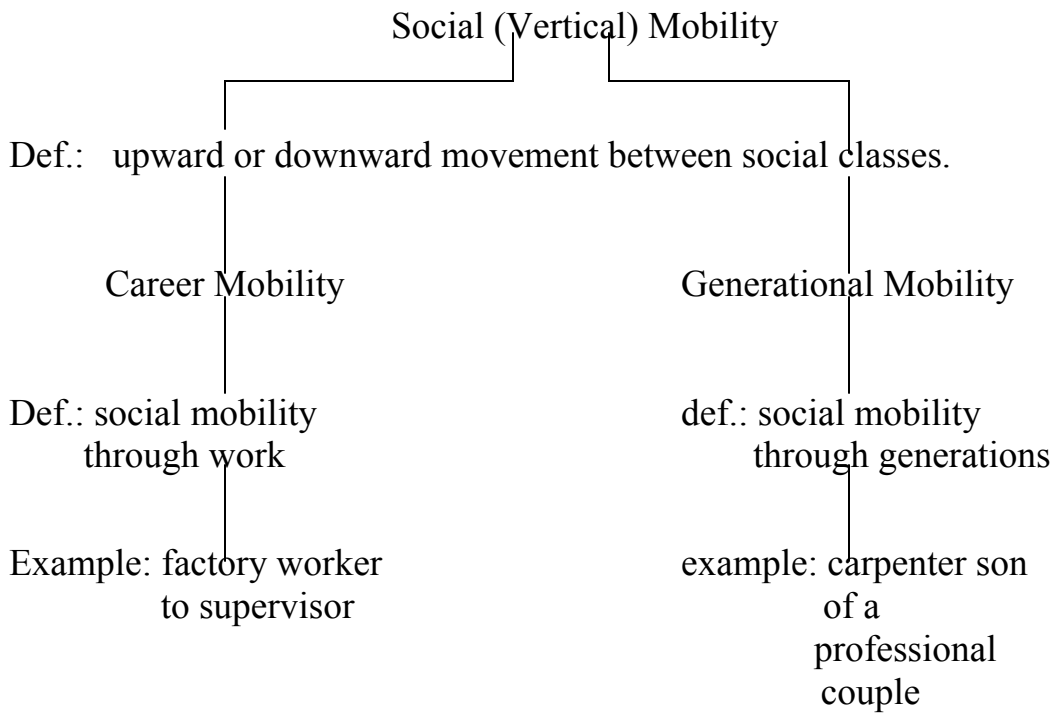 Social (Vertical) Mobility
Def.: upward or downward movement between social classes.
Career Mobility
Generational Mobility
Def.: social mobility
through work
def.: social mobility
through generations
Example: factory worker
to supervisor
example: carpenter son
of a
professional
couple